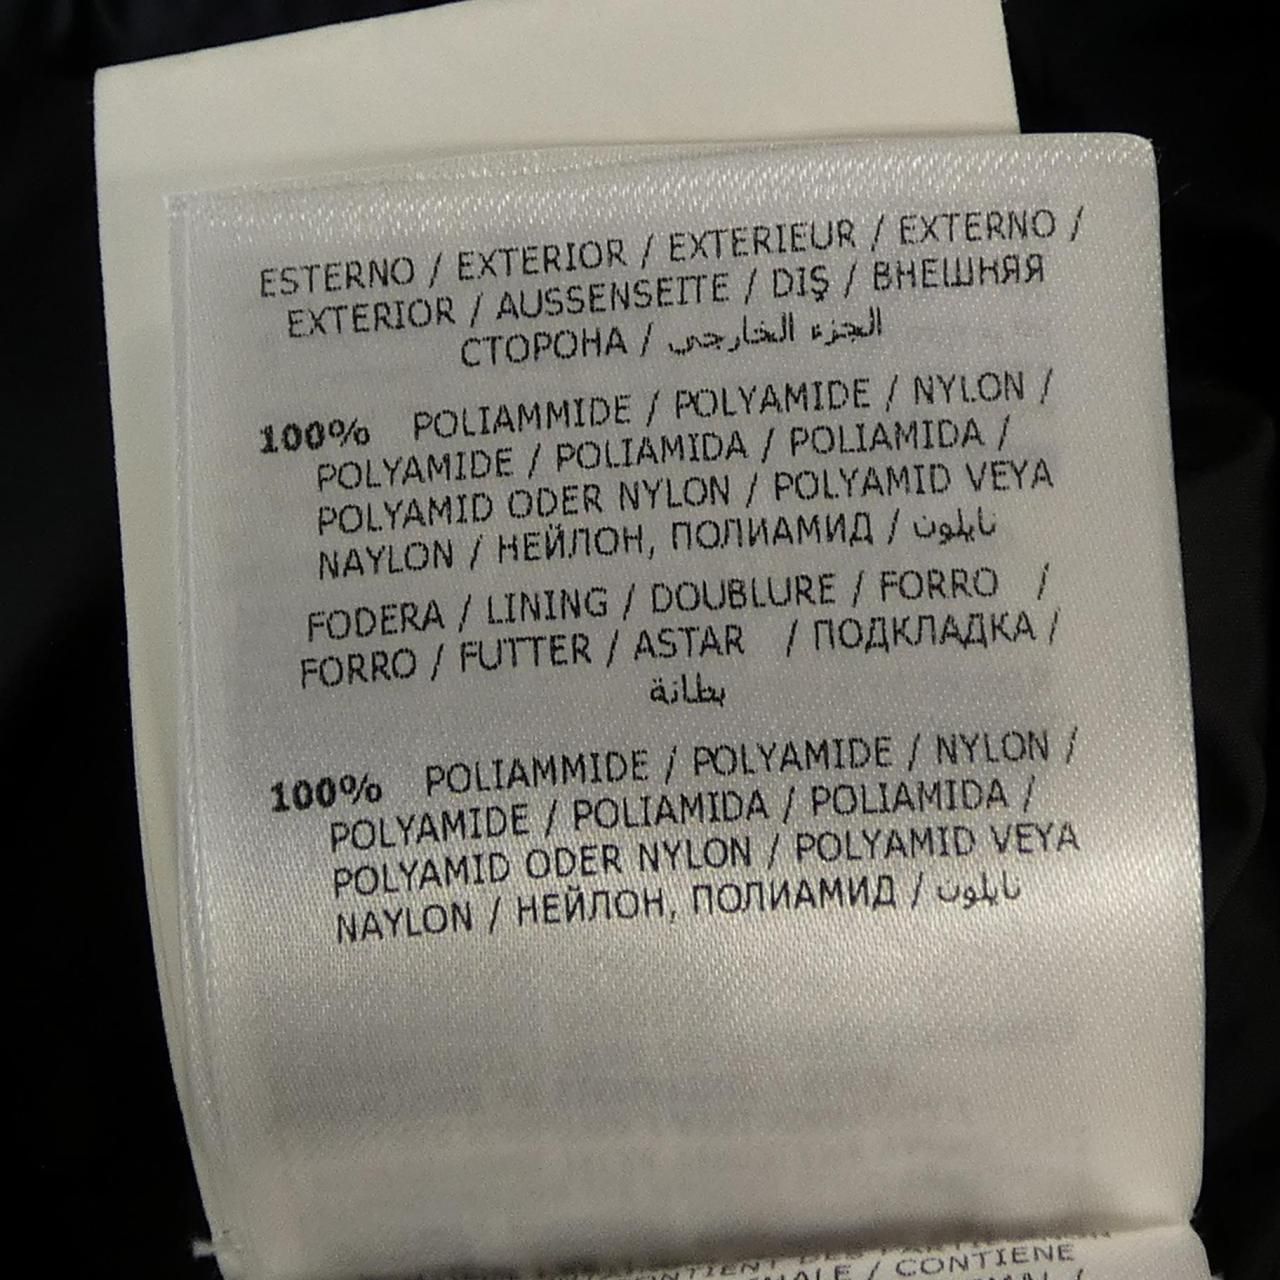 ESTERNO / EXTERIOR / EXTERIEUR / EXTERNO /
EXTERIOR / AUSSENSEITE / DIŞ / ВНЕШНЯЯ
СТОРОНА / الجزء الخارجي
100% POLIAMMIDE / POLYAMIDE / NYLON /
POLYAMIDE / POLIAMIDA / POLIAMIDA /
POLYAMID ODER NYLON / POLYAMID VEYA
NAYLON / НЕЙЛОН, ПОЛИАМИД / نايلون
FODERA / LINING / DOUBLURE / FORRO /
FORRO / FUTTER / ASTAR / ПОДКЛАДКА /
بطانة
100% POLIAMMIDE / POLYAMIDE / NYLON /
POLYAMIDE / POLIAMIDA / POLIAMIDA /
POLYAMID ODER NYLON / POLYAMID VEYA
NAYLON / НЕЙЛОН, ПОЛИАМИД / نايلون
/ CONTIENE